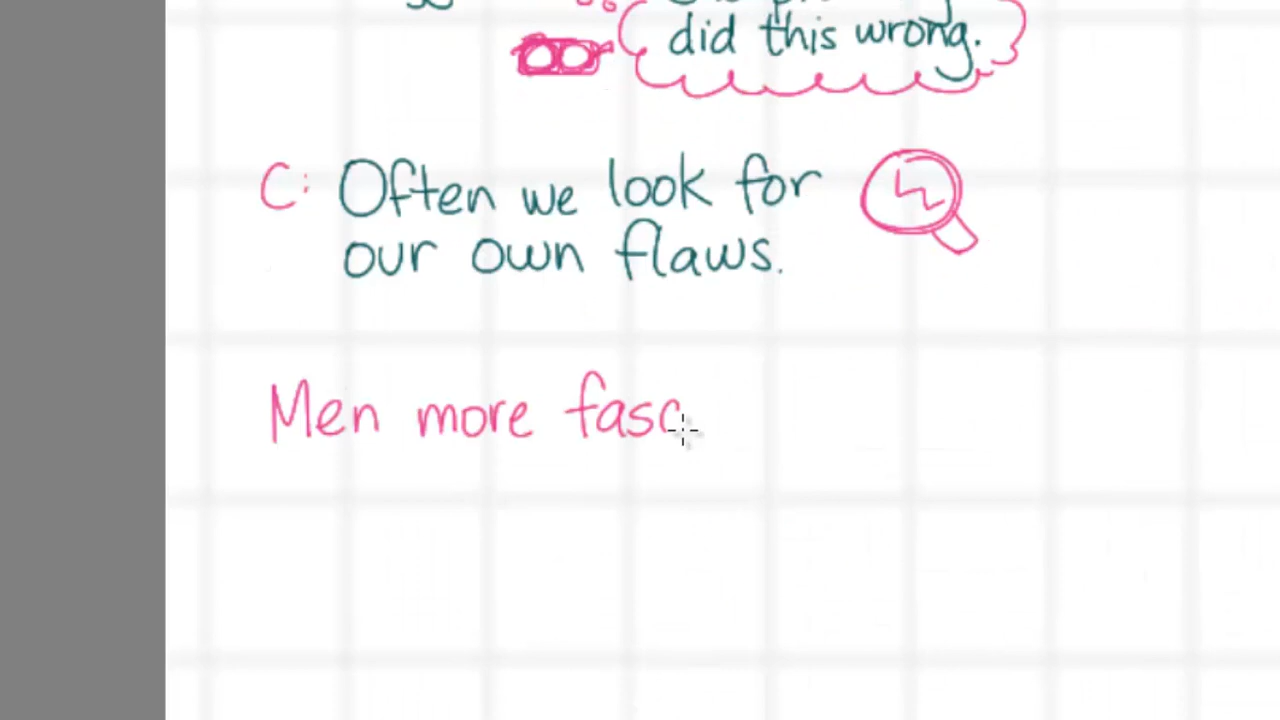 did this wrong.
C: Often we look for
our own flaws.
Men more fasc